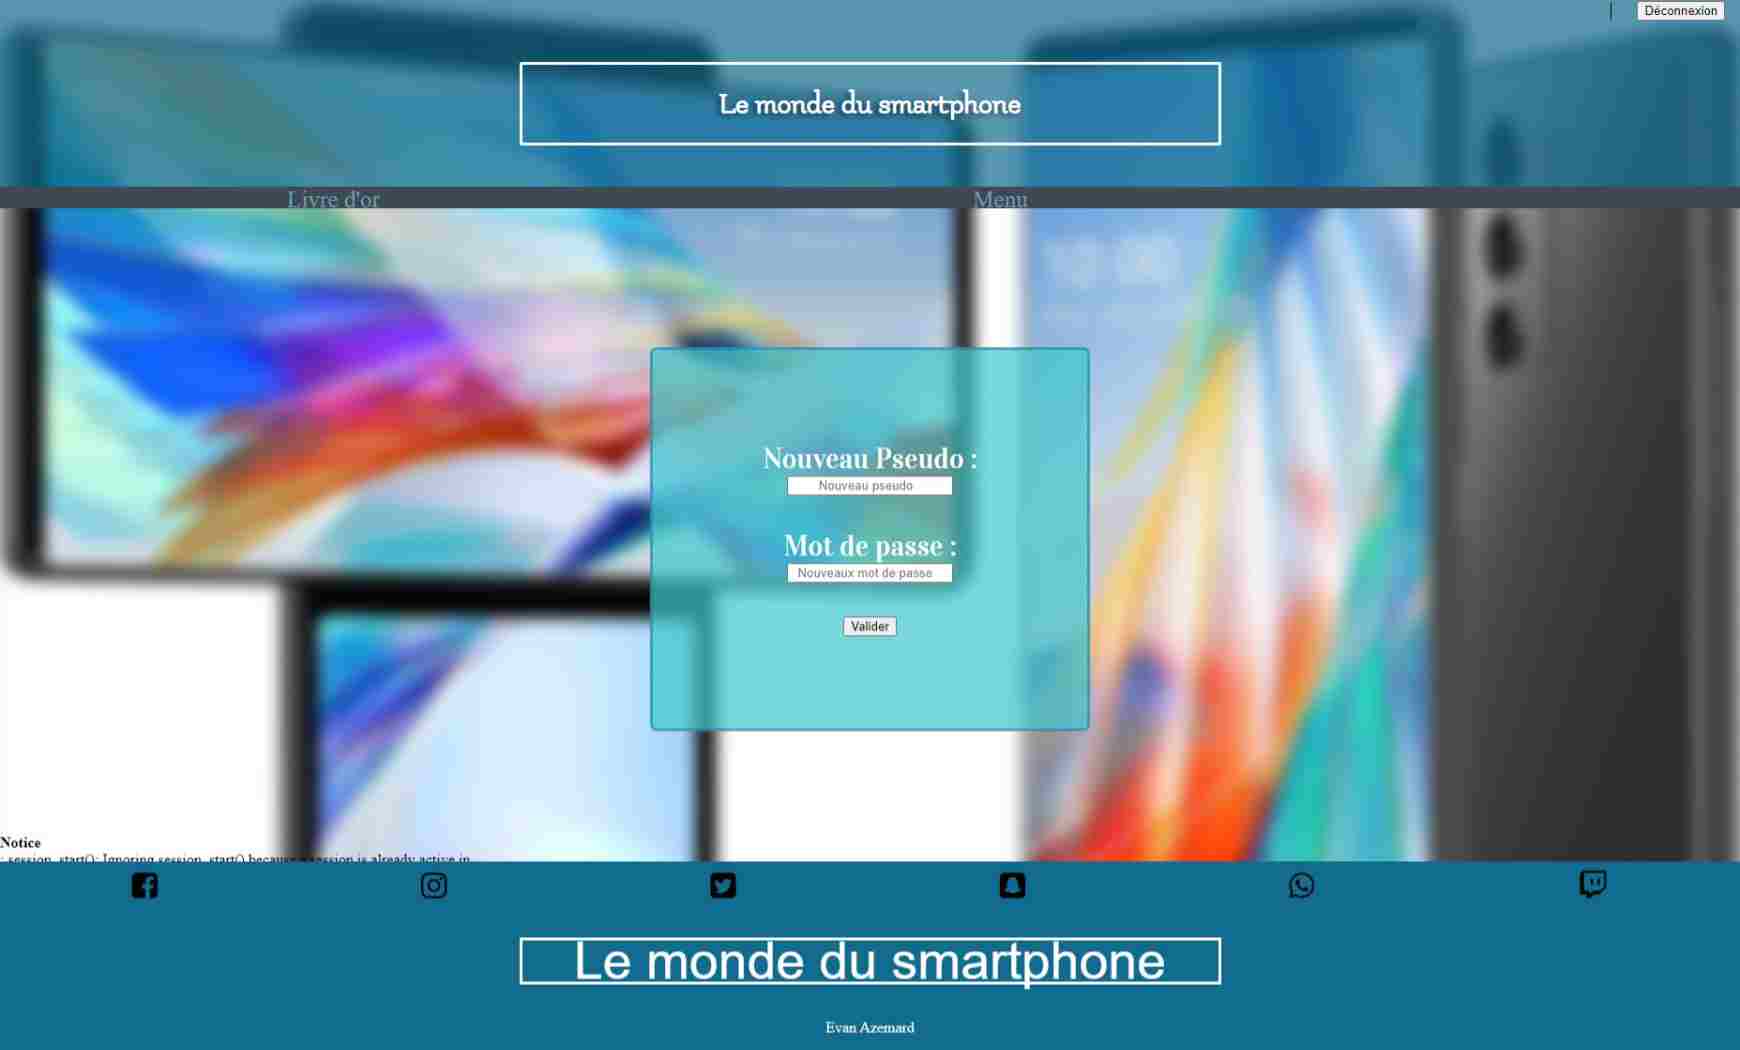 Déconnexion
Le monde du smartphone
Livre d'or
Menu
Nouveau Pseudo :
Nouveau pseudo
Mot de passe :
Nouveaux mot de passe
Valider
Notice
: session_start(): Ignoring session_start() because a session is already active in
Le monde du smartphone
Evan Azemard